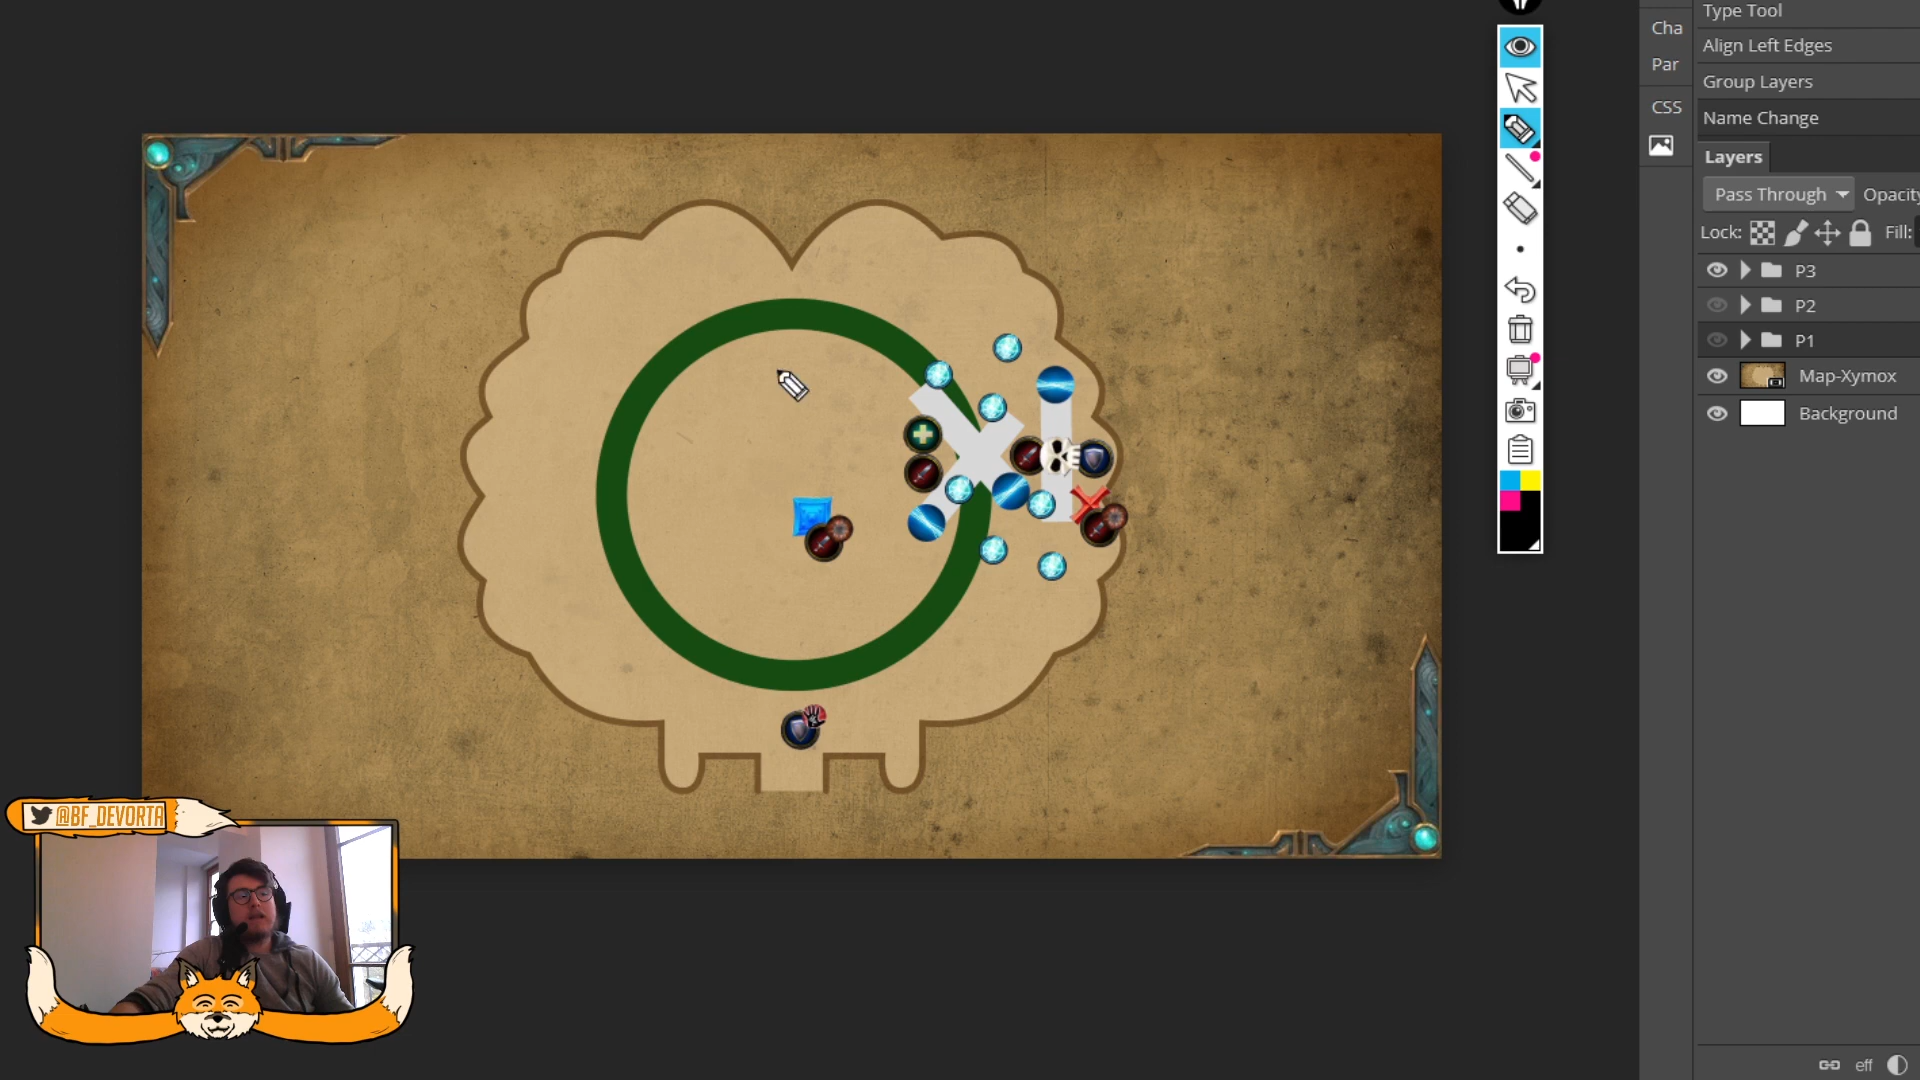 Type Tool
Cha
Align Left Edges
Par
Group Layers
CSS
Name Change
Layers
Pass Through
Opacity
Lock:
Fill:
P3
P2
P1
Map-Xymox
Background
@BF_DEVORTA
eff